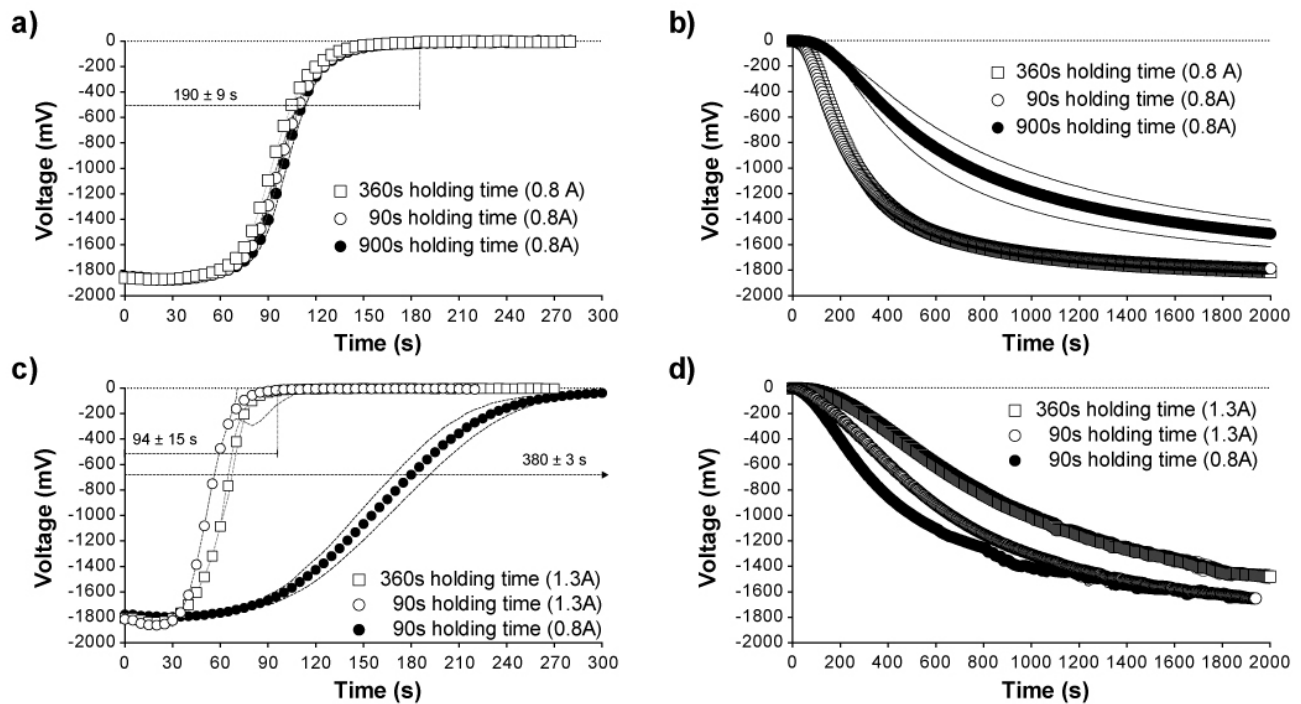 a)
Voltage (mV)
0
-200
-400
-600
-800
-1000
-1200
-1400
-1600
-1800
-2000
190 ± 9 s
360s holding time (0.8 A)
90s holding time (0.8A)
900s holding time (0.8A)
0 30 60 90 120 150 180 210 240 270 300
Time (s)
b)
Voltage (mV)
0
-200
-400
-600
-800
-1000
-1200
-1400
-1600
-1800
-2000
360s holding time (0.8 A)
90s holding time (0.8A)
900s holding time (0.8A)
0 200 400 600 800 1000 1200 1400 1600 1800 2000
Time (s)
c)
Voltage (mV)
0
-200
-400
-600
-800
-1000
-1200
-1400
-1600
-1800
-2000
94 ± 15 s
380 ± 3 s
360s holding time (1.3A)
90s holding time (1.3A)
90s holding time (0.8A)
0 30 60 90 120 150 180 210 240 270 300
Time (s)
d)
Voltage (mV)
0
-200
-400
-600
-800
-1000
-1200
-1400
-1600
-1800
-2000
360s holding time (1.3A)
90s holding time (1.3A)
90s holding time (0.8A)
0 200 400 600 800 1000 1200 1400 1600 1800 2000
Time (s)